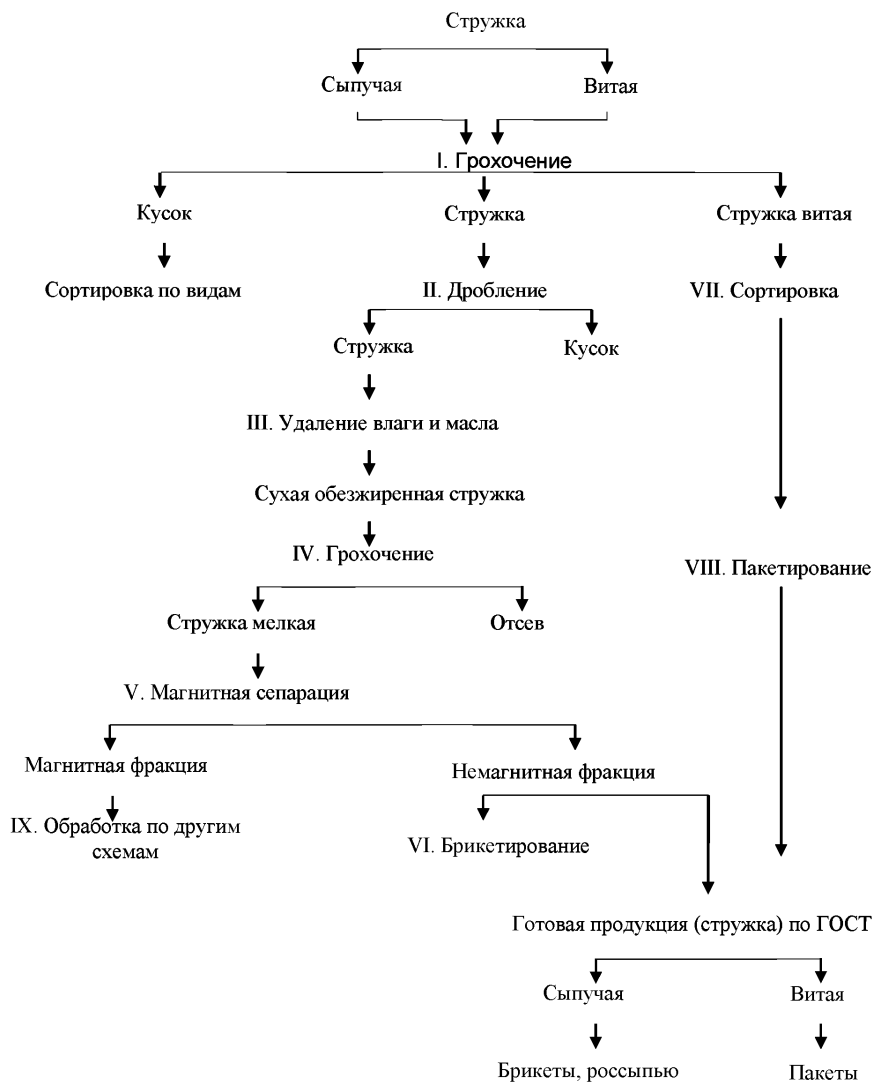 Стружка
Сыпучая
Витая
I. Грохочение
Кусок
Стружка
Стружка витая
Сортировка по видам
II. Дробление
VII. Сортировка
Стружка
Кусок
III. Удаление влаги и масла
Сухая обезжиренная стружка
IV. Грохочение
VIII. Пакетирование
Стружка мелкая
Отсев
V. Магнитная сепарация
Магнитная фракция
Немагнитная фракция
IX. Обработка по другим
схемам
VI. Брикетирование
Готовая продукция (стружка) по ГОСТ
Сыпучая
Витая
Брикеты, россыпью
Пакеты